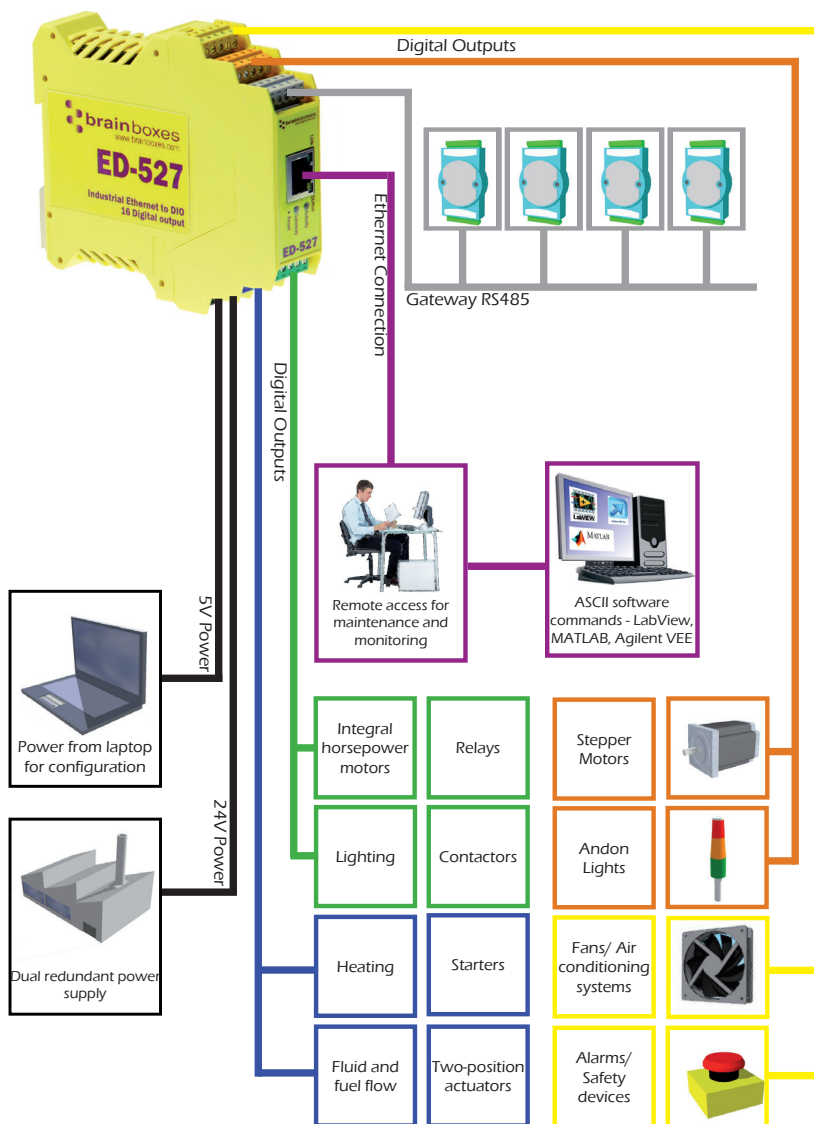 Digital Outputs
brainboxes
www.brainboxes.com
ED-527
Industrial Ethernet to DIO
16 Digital output
brainboxes
Link
ED-527
Ethernet Connection
Gateway RS485
Digital Outputs
LabVIEW
MATLAB
Remote access for
maintenance and
monitoring
ASCII software
commands - LabView,
MATLAB, Agilent VEE
5V Power
Power from laptop
for configuration
24V Power
Dual redundant power
supply
Integral
horsepower
motors
Relays
Stepper
Motors
Lighting
Contactors
Andon
Lights
Heating
Starters
Fans/ Air
conditioning
systems
Fluid and
fuel flow
Two-position
actuators
Alarms/
Safety
devices